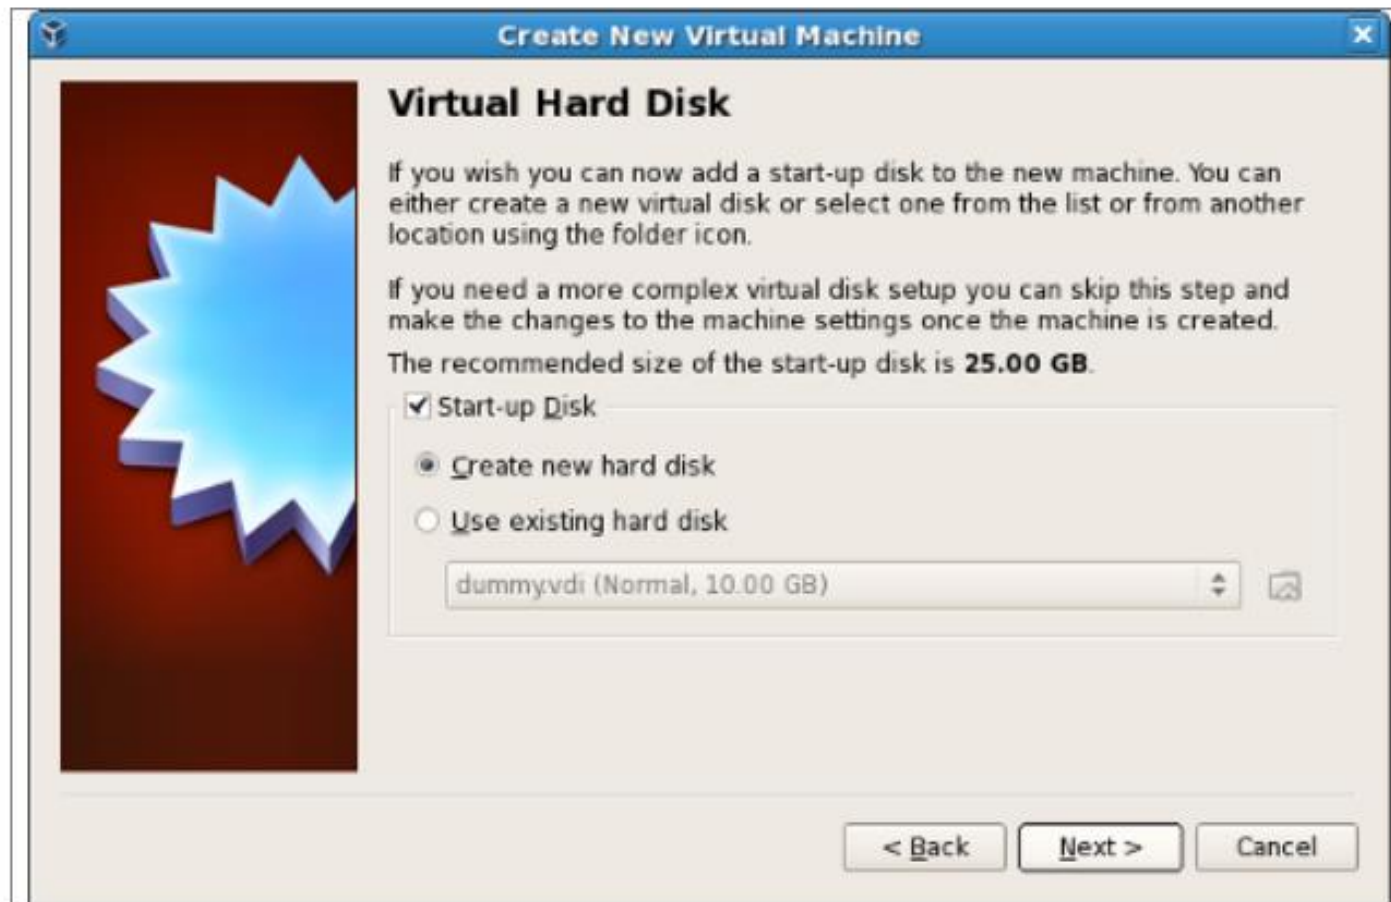 Create New Virtual Machine
Virtual Hard Disk
If you wish you can now add a start-up disk to the new machine. You can
either create a new virtual disk or select one from the list or from another
location using the folder icon.
If you need a more complex virtual disk setup you can skip this step and
make the changes to the machine settings once the machine is created.
The recommended size of the start-up disk is 25.00 GB.
Start-up Disk
Create new hard disk
Use existing hard disk
dummy.vdi (Normal, 10.00 GB)
< Back Next > Cancel